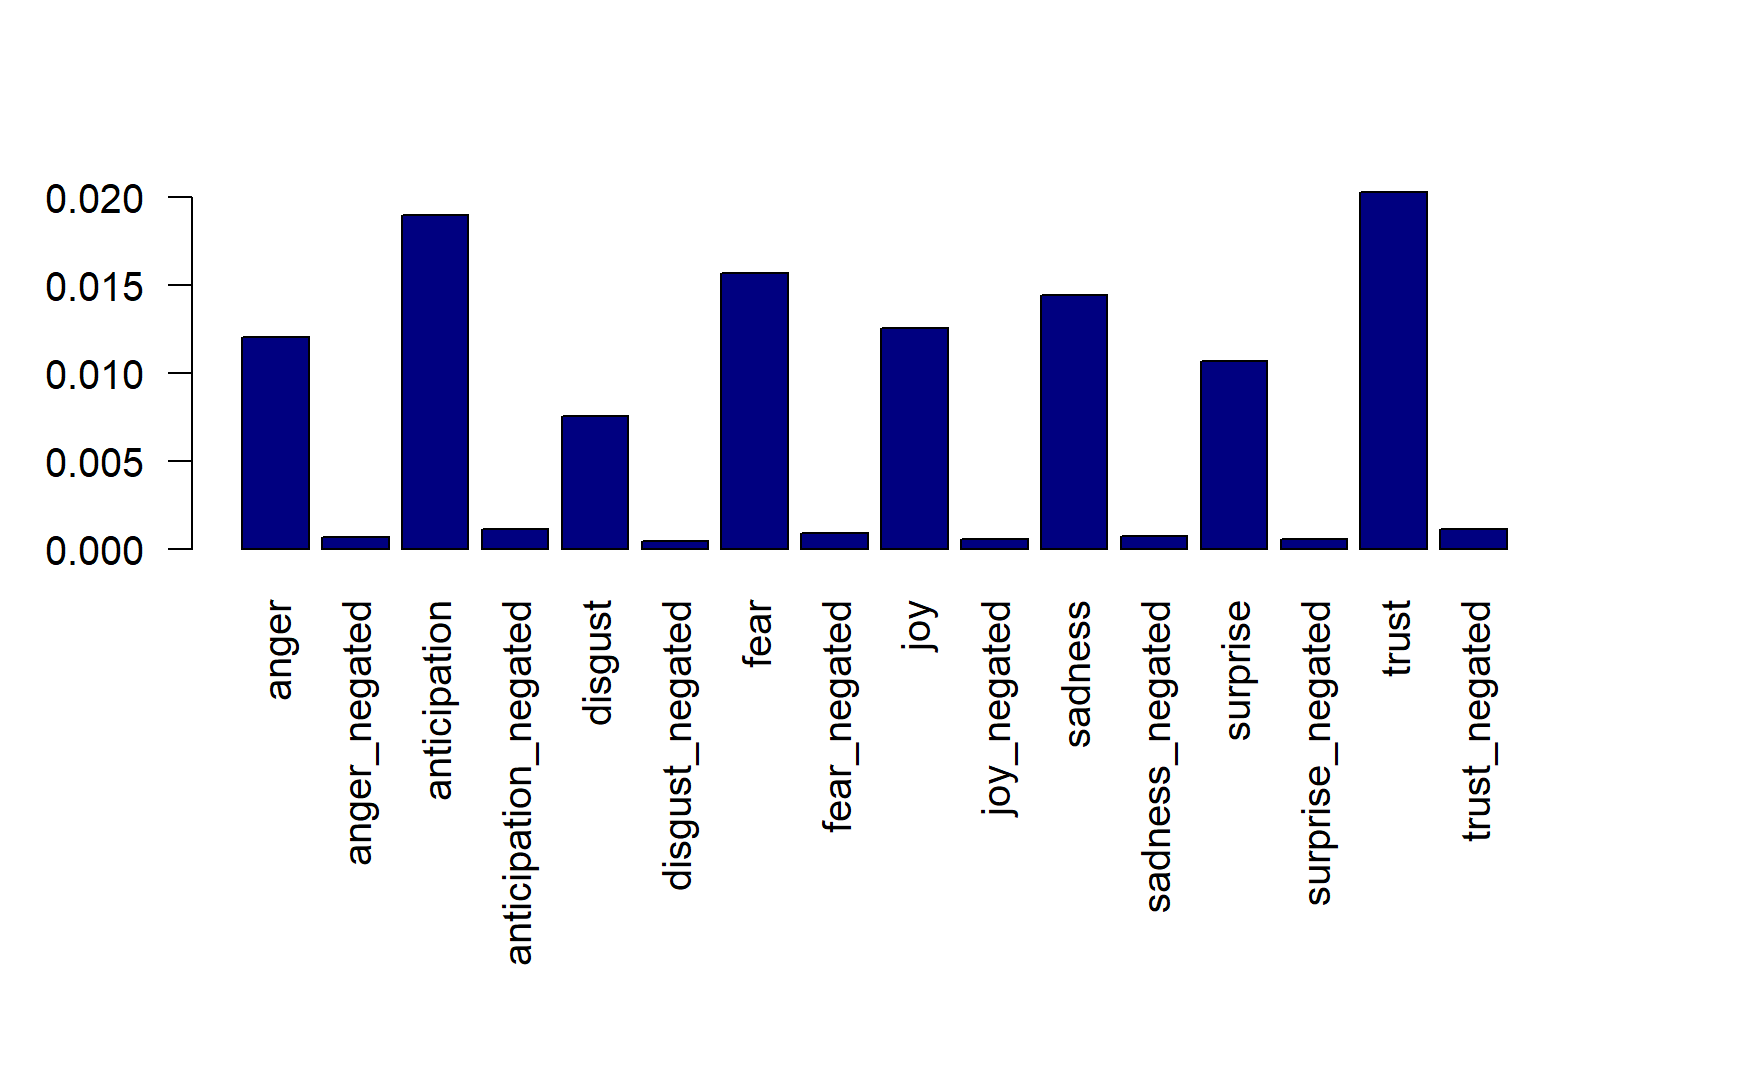 0.020
0.015
0.010
0.005
0.000
anger
anger_negated
anticipation
anticipation_negated
disgust
disgust_negated
fear
fear_negated
joy
joy_negated
sadness
sadness_negated
surprise
surprise_negated
trust
trust_negated